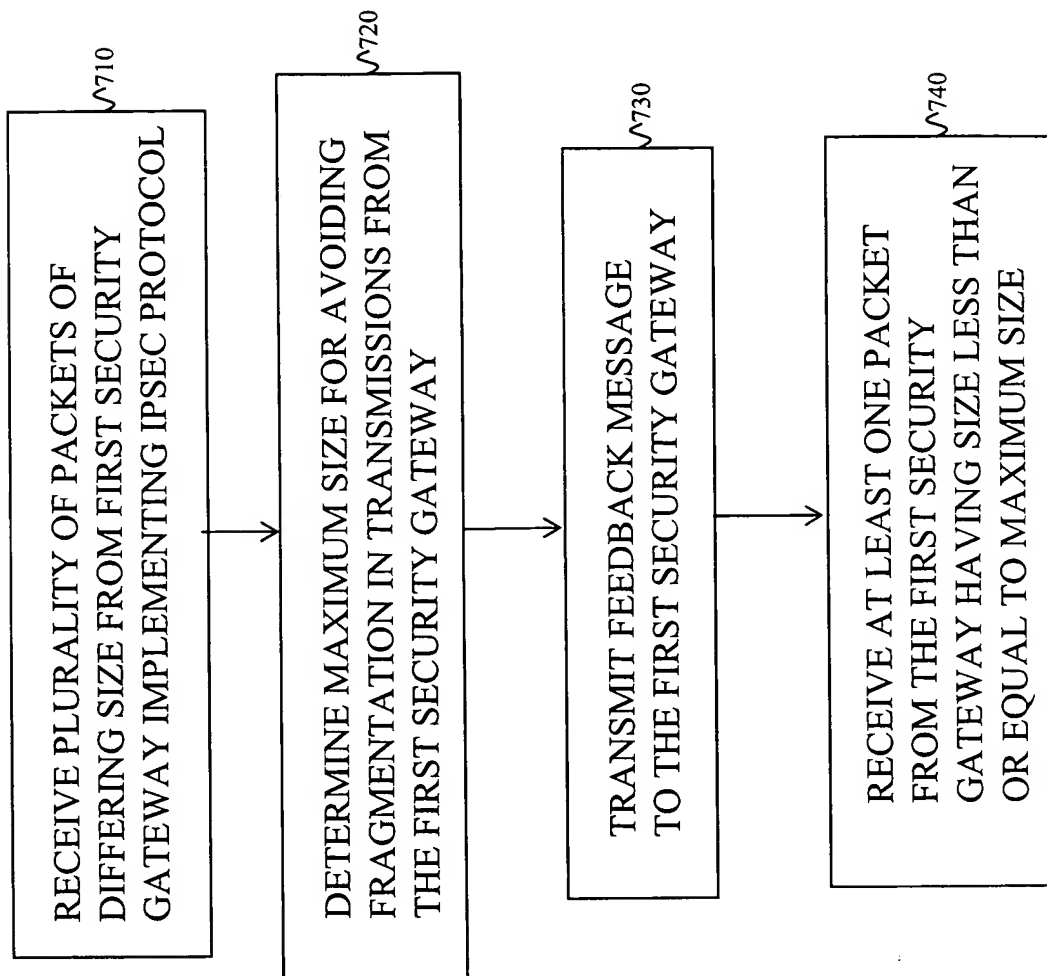 710
RECEIVE PLURALITY OF PACKETS OF
DIFFERING SIZE FROM FIRST SECURITY
GATEWAY IMPLEMENTING IPSEC PROTOCOL
720
DETERMINE MAXIMUM SIZE FOR AVOIDING
FRAGMENTATION IN TRANSMISSIONS FROM
THE FIRST SECURITY GATEWAY
730
TRANSMIT FEEDBACK MESSAGE
TO THE FIRST SECURITY GATEWAY
740
RECEIVE AT LEAST ONE PACKET
FROM THE FIRST SECURITY
GATEWAY HAVING SIZE LESS THAN
OR EQUAL TO MAXIMUM SIZE